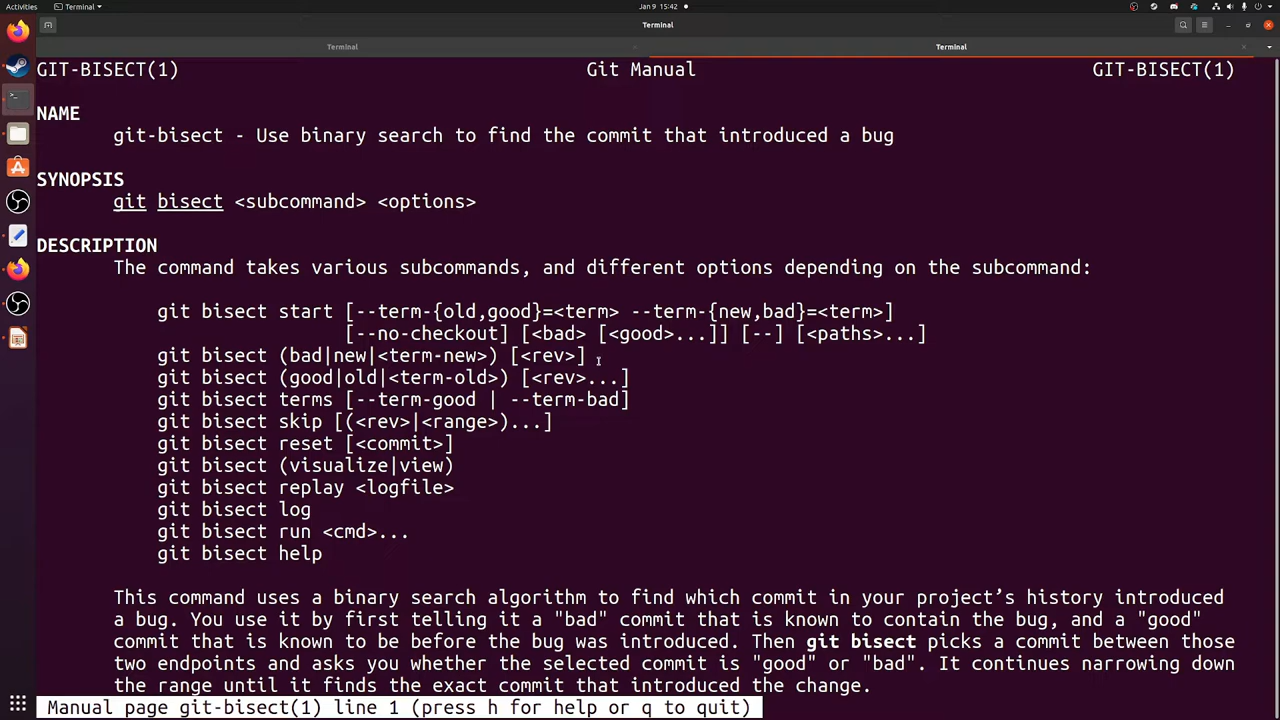 Activities
Terminal
Jan 9 15:42
Terminal
Terminal
Terminal
GIT-BISECT(1) Git Manual GIT-BISECT(1)
NAME
git-bisect - Use binary search to find the commit that introduced a bug
SYNOPSIS
git bisect <subcommand> <options>
DESCRIPTION
The command takes various subcommands, and different options depending on the subcommand:
git bisect start [--term-{old,good}=<term> --term-{new,bad}=<term>]
[--no-checkout] [<bad> [<good>...]] [--] [<paths>...]
git bisect (bad|new|<term-new>) [<rev>]
git bisect (good|old|<term-old>) [<rev>...]
git bisect terms [--term-good | --term-bad]
git bisect skip [(<rev>|<range>)...]
git bisect reset [<commit>]
git bisect (visualize|view)
git bisect replay <logfile>
git bisect log
git bisect run <cmd>...
git bisect help
This command uses a binary search algorithm to find which commit in your project’s history introduced
a bug. You use it by first telling it a "bad" commit that is known to contain the bug, and a "good"
commit that is known to be before the bug was introduced. Then git bisect picks a commit between those
two endpoints and asks you whether the selected commit is "good" or "bad". It continues narrowing down
the range until it finds the exact commit that introduced the change.
Manual page git-bisect(1) line 1 (press h for help or q to quit)